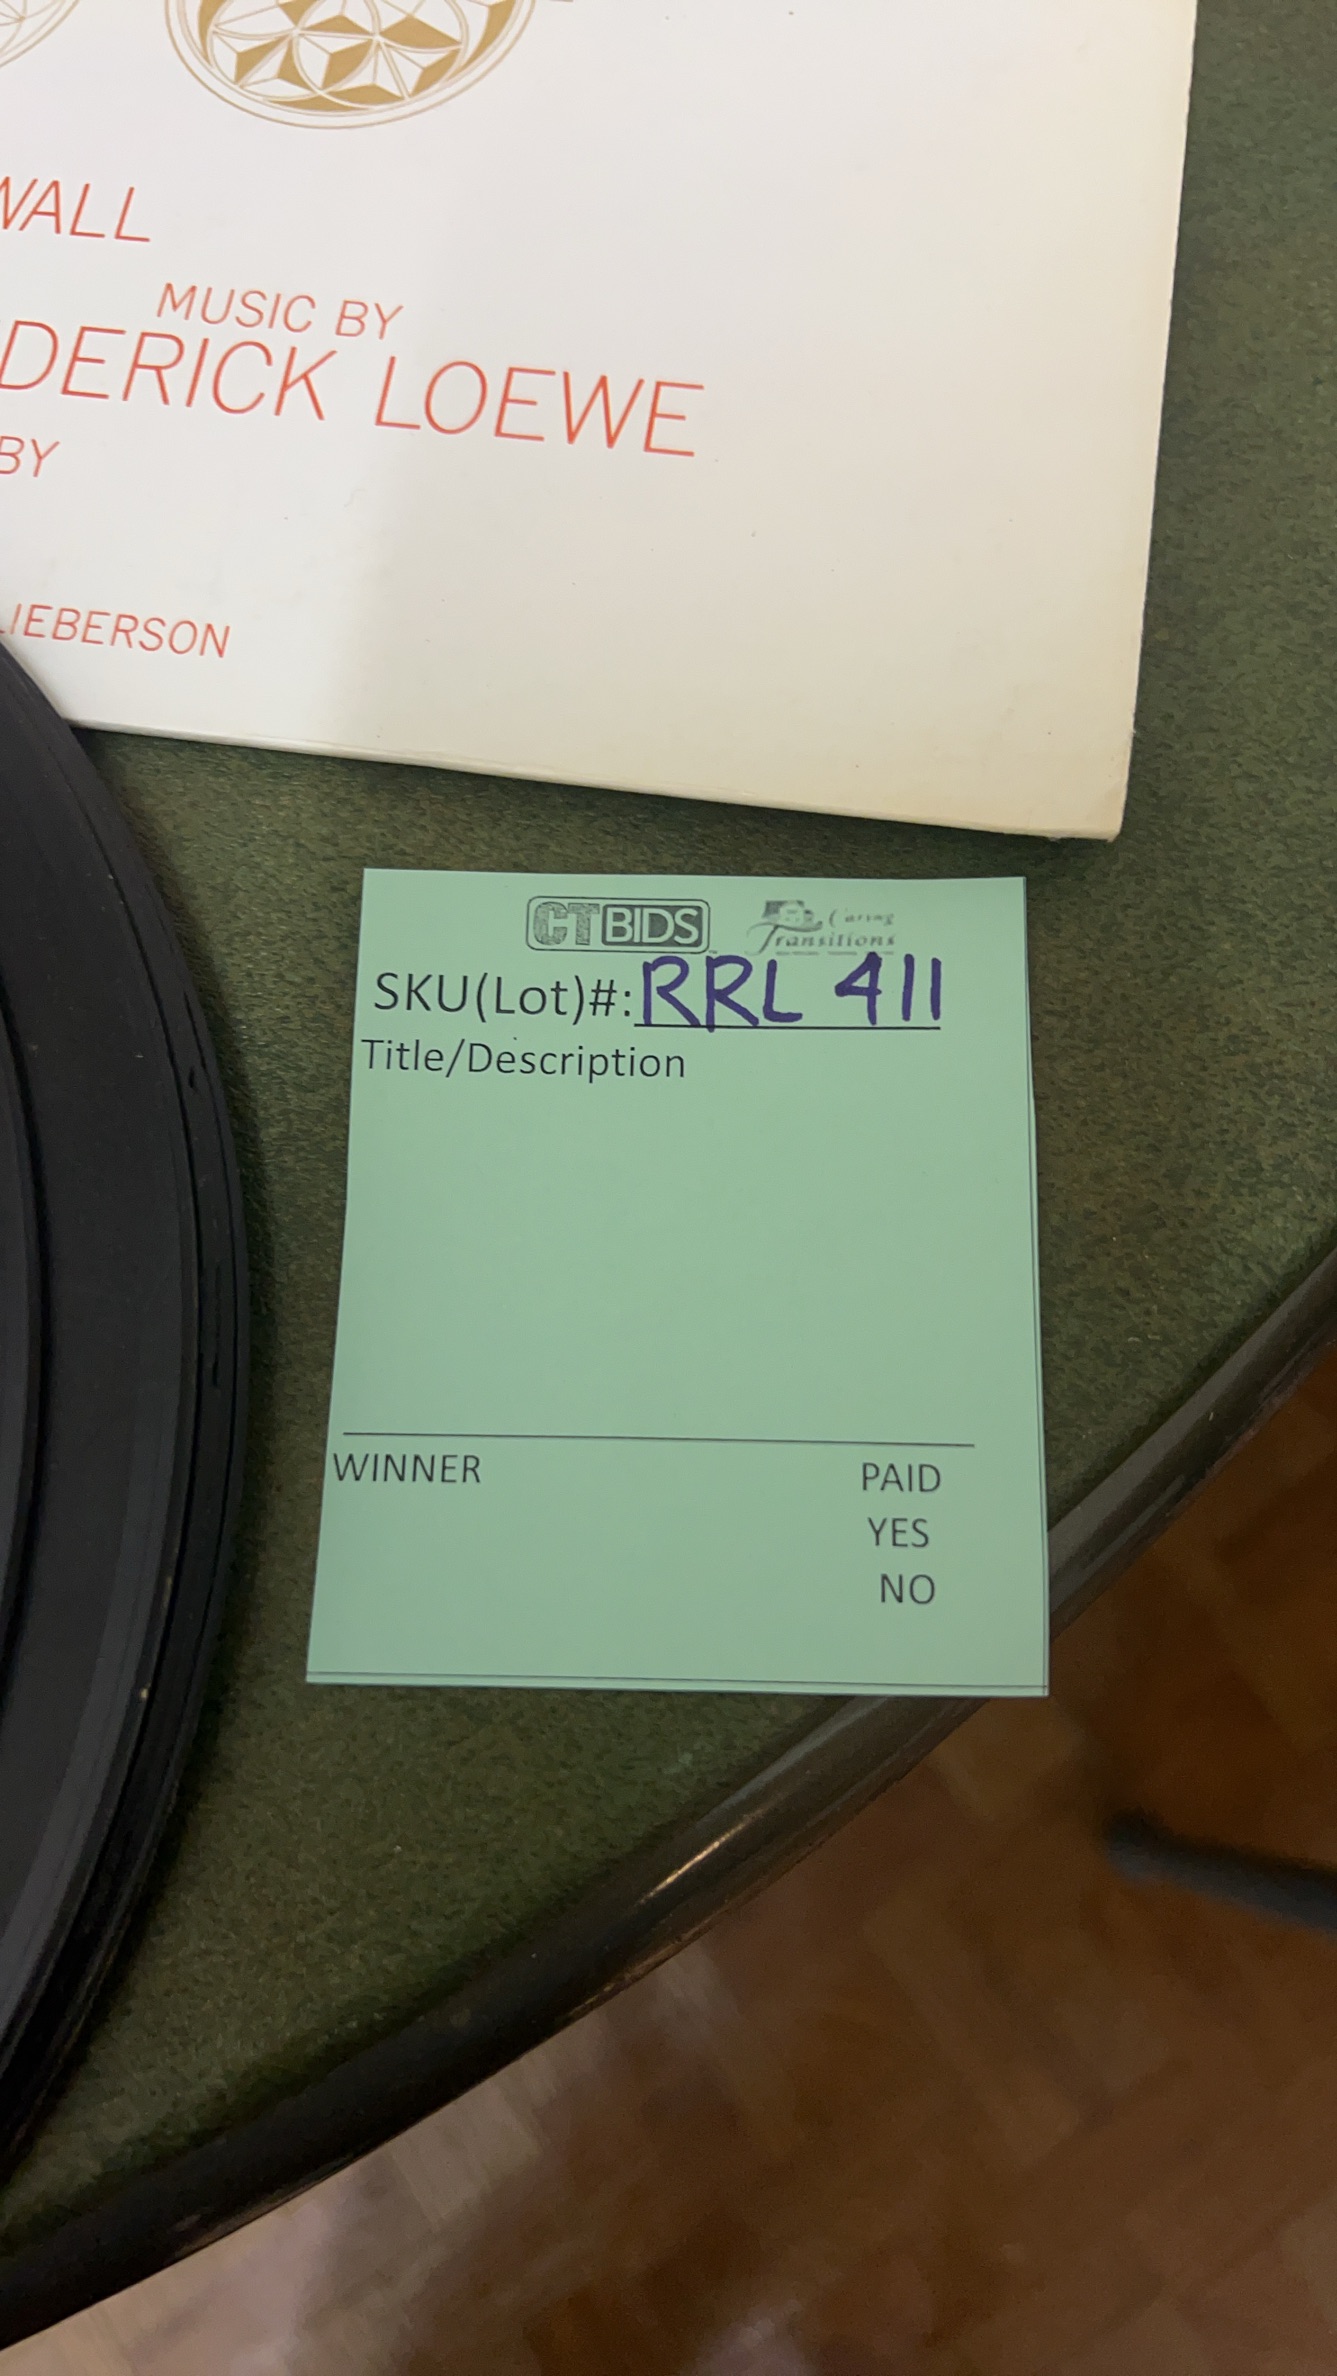 WALL
MUSIC BY
DERICK LOEWE
BY
LIEBERSON
CTBIDS
Caring
Transitions
SKU(Lot)#: RRL 411
Title/Description
WINNER
PAID
YES
NO